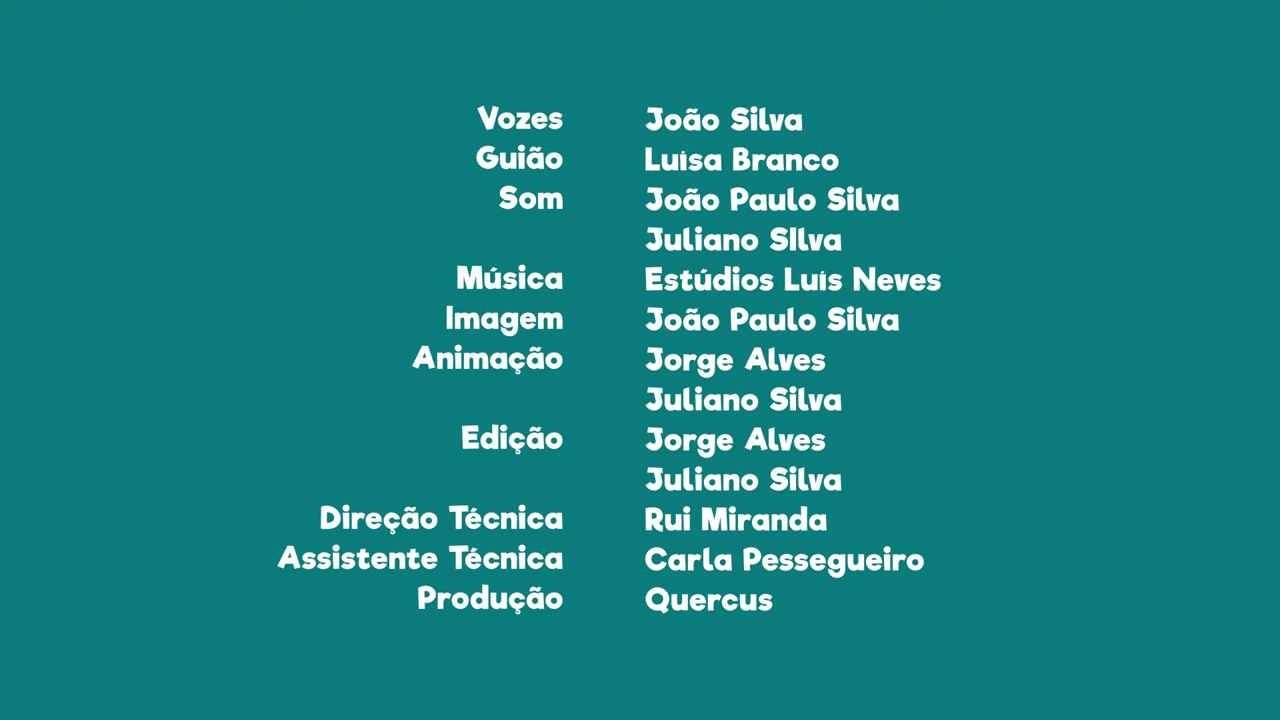 Vozes João Silva
Guião Luísa Branco
Som João Paulo Silva
Juliano SIlva
Música Estúdios Luís Neves
Imagem João Paulo Silva
Animação Jorge Alves
Juliano Silva
Edição Jorge Alves
Juliano Silva
Direção Técnica Rui Miranda
Assistente Técnica Carla Pessegueiro
Produção Quercus